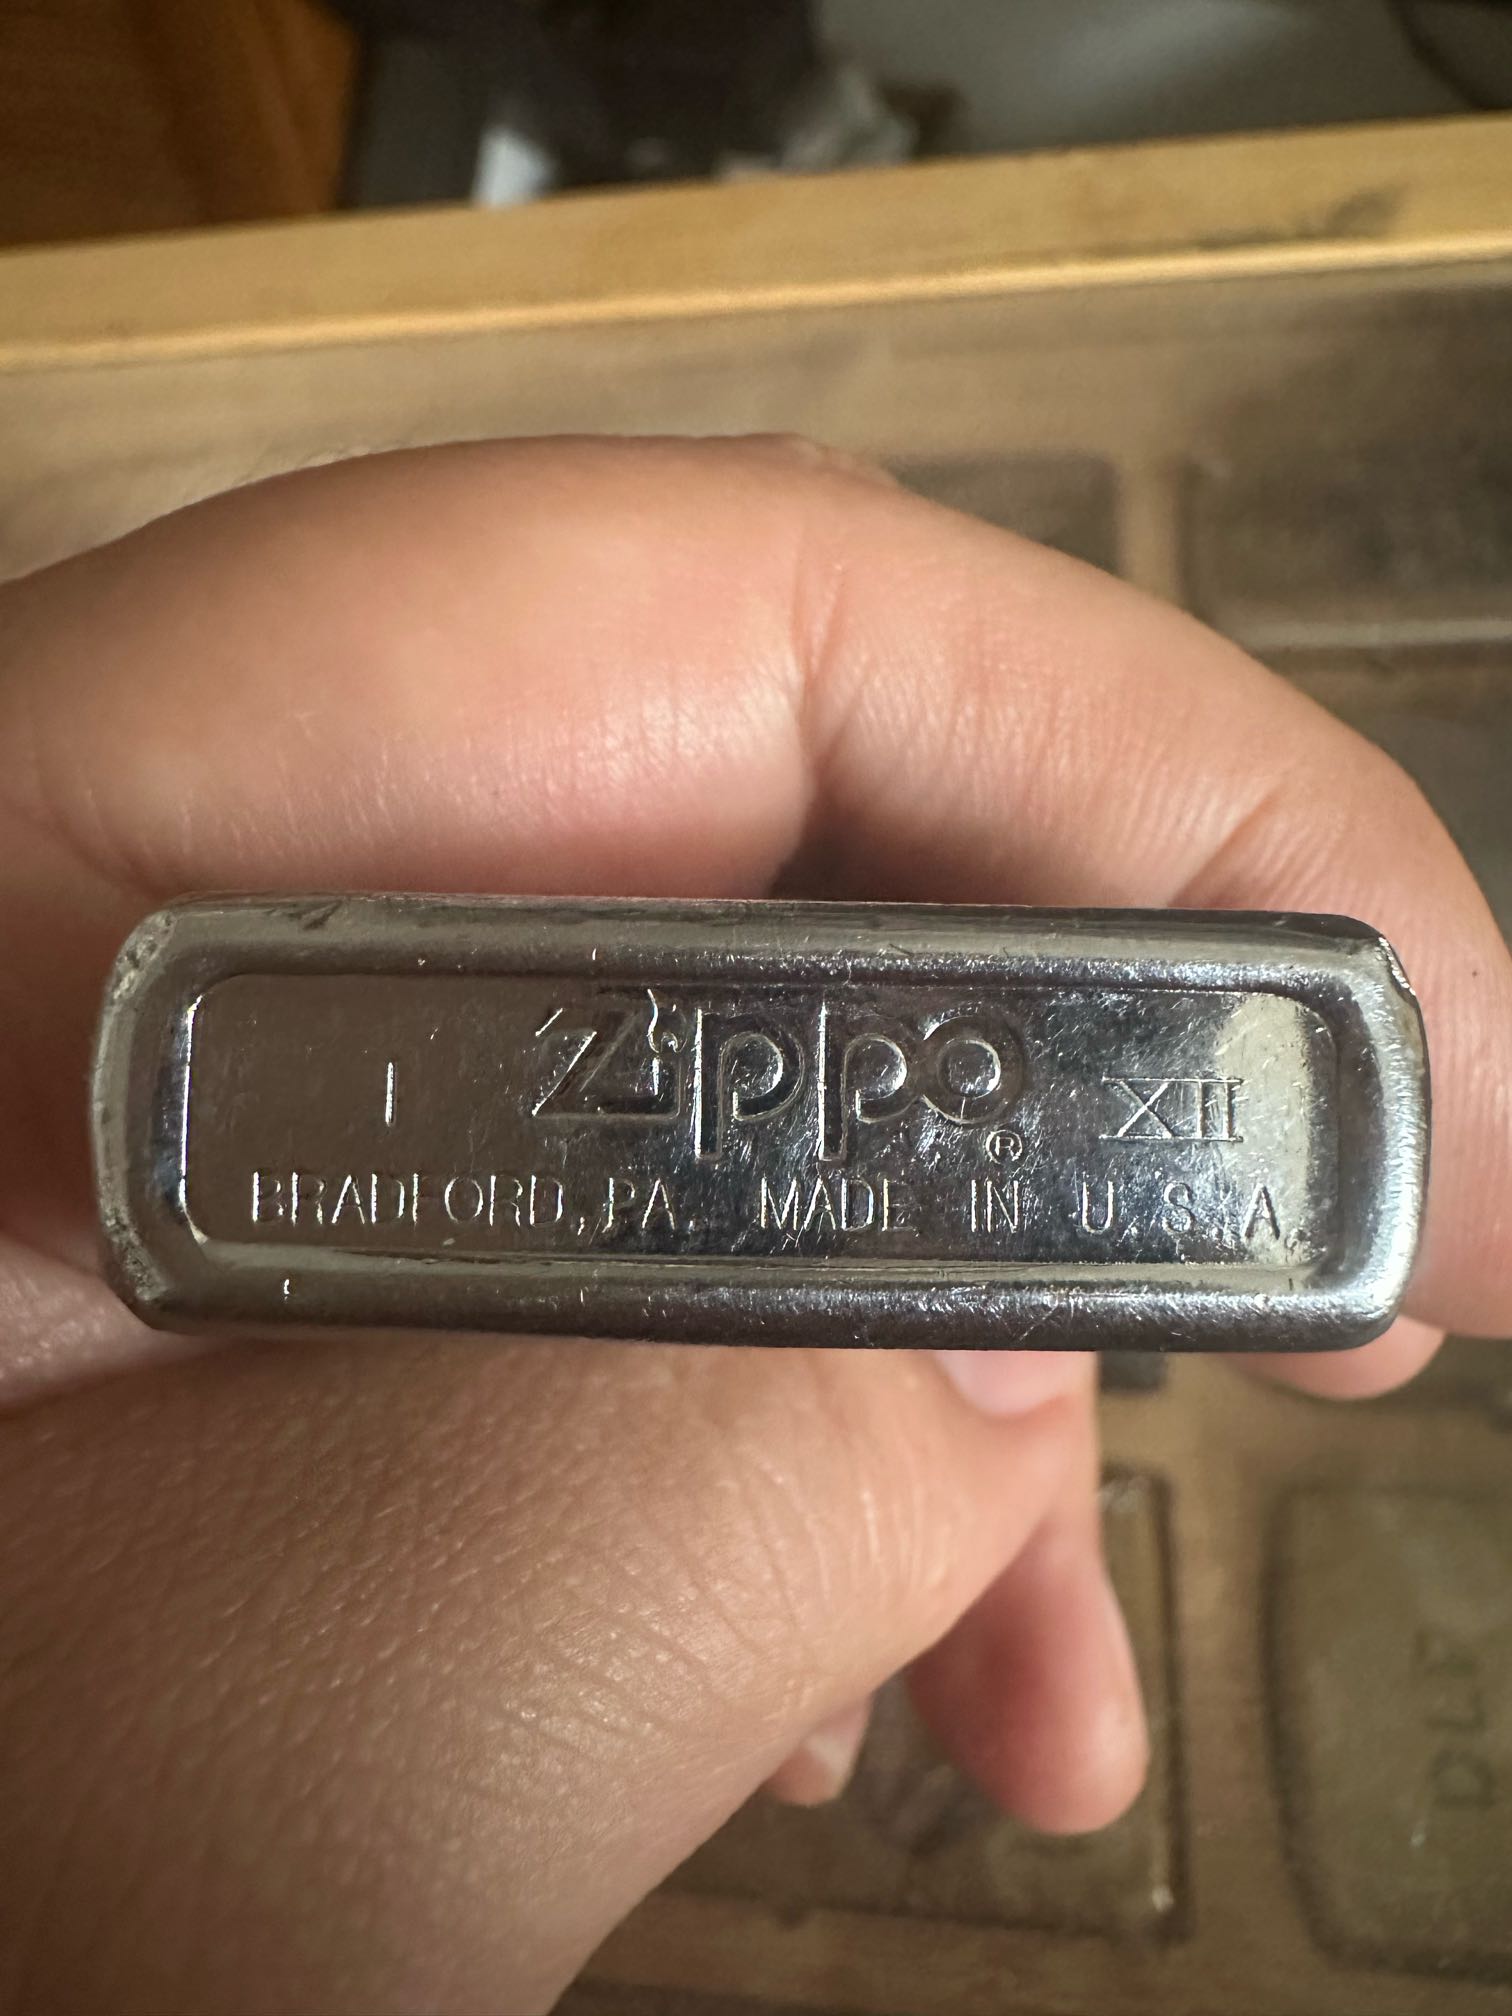 I Zippo® XII
BRADFORD, PA. MADE IN U.S.A.